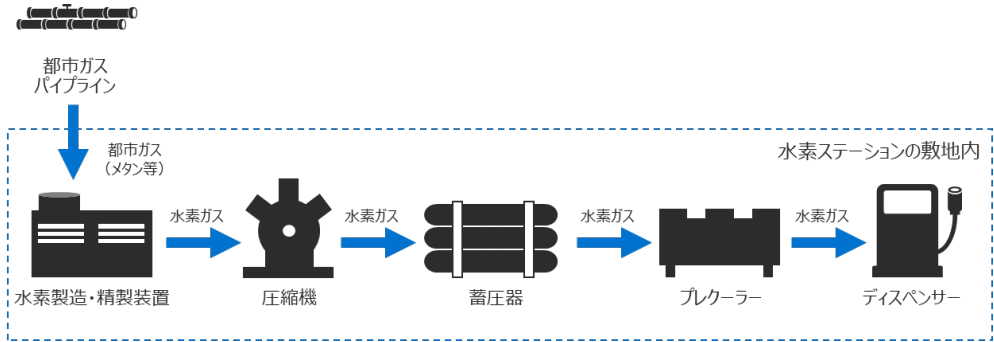 都市ガス
パイプライン
都市ガス
（メタン等）
水素ステーションの敷地内
水素ガス
水素ガス
水素ガス
水素ガス
水素製造・精製装置
圧縮機
蓄圧器
プレクーラー
ディスペンサー